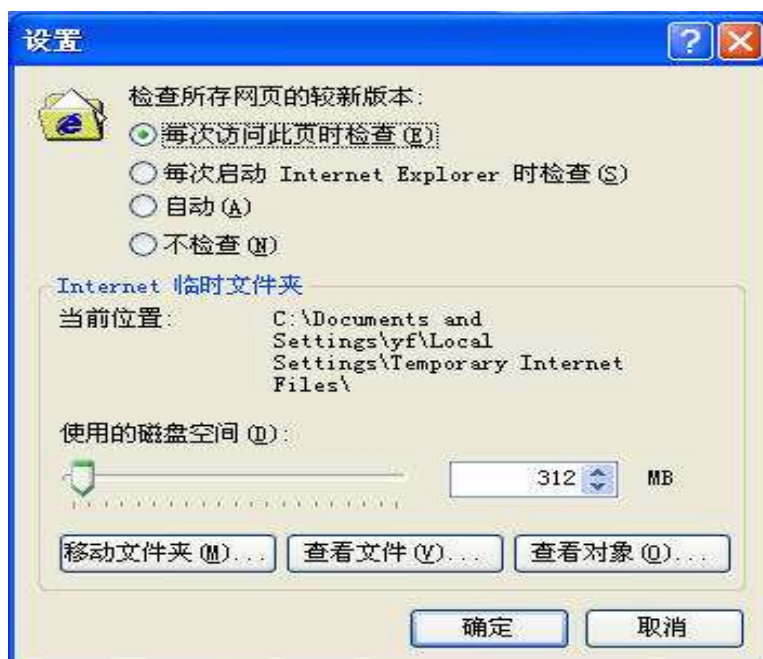 设置
检查所存网页的较新版本:
每次访问此页时检查(E)
每次启动 Internet Explorer 时检查(S)
自动(A)
不检查(N)
Internet 临时文件夹
当前位置: C:\Documents and
Settings\yf\Local
Settings\Temporary Internet
Files\
使用的磁盘空间(D):
312 MB
移动文件夹(M)... 查看文件(V)... 查看对象(O)...
确定 取消